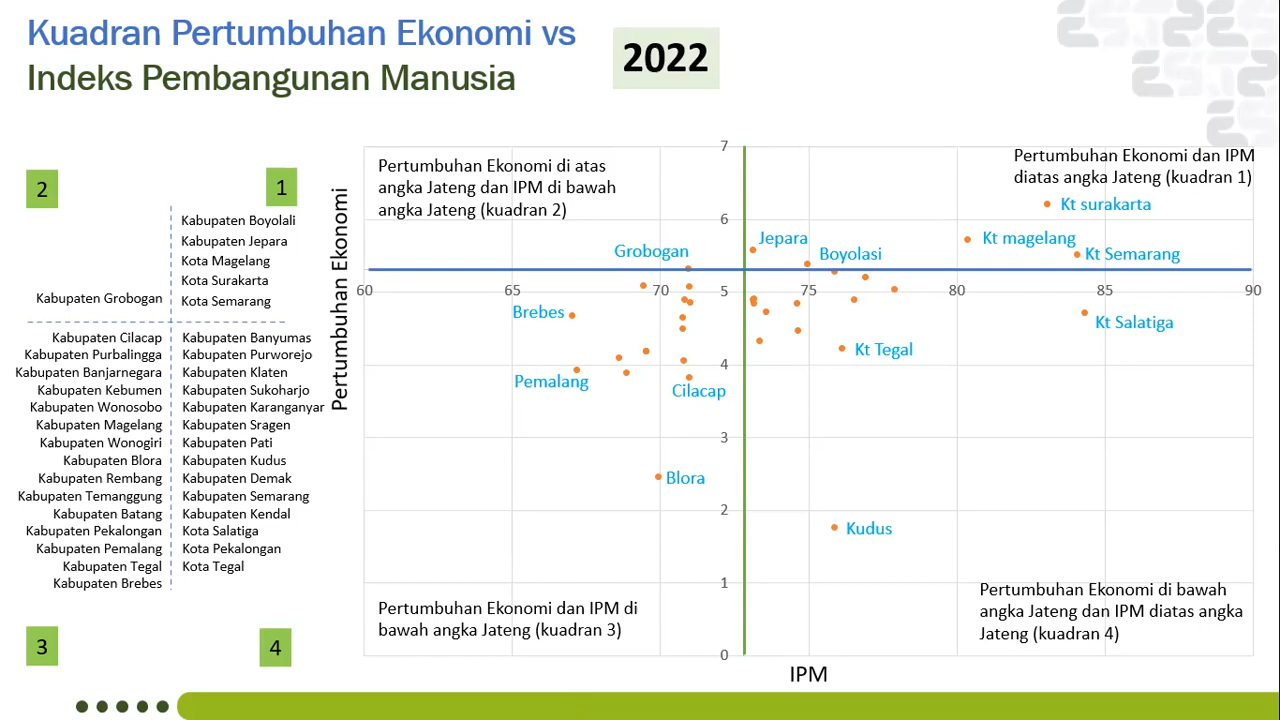 Kuadran Pertumbuhan Ekonomi vs
Indeks Pembangunan Manusia
2022
2
1
Kabupaten Boyolali
Kabupaten Jepara
Kota Magelang
Kota Surakarta
Kabupaten Grobogan
Kota Semarang
Kabupaten Cilacap
Kabupaten Purbalingga
Kabupaten Banjarnegara
Kabupaten Kebumen
Kabupaten Wonosobo
Kabupaten Magelang
Kabupaten Wonogiri
Kabupaten Blora
Kabupaten Rembang
Kabupaten Temanggung
Kabupaten Batang
Kabupaten Pekalongan
Kabupaten Pemalang
Kabupaten Tegal
Kabupaten Brebes
Kabupaten Banyumas
Kabupaten Purworejo
Kabupaten Klaten
Kabupaten Sukoharjo
Kabupaten Karanganyar
Kabupaten Sragen
Kabupaten Pati
Kabupaten Kudus
Kabupaten Demak
Kabupaten Semarang
Kabupaten Kendal
Kota Salatiga
Kota Pekalongan
Kota Tegal
3
4
Pertumbuhan Ekonomi
Pertumbuhan Ekonomi di atas
angka Jateng dan IPM di bawah
angka Jateng (kuadran 2)
Pertumbuhan Ekonomi dan IPM
diatas angka Jateng (kuadran 1)
7
6
5
4
3
2
1
0
60
65
70
75
80
85
90
Kt surakarta
Kt magelang
Kt Semarang
Jepara
Boyolasi
Grobogan
Brebes
Kt Salatiga
Kt Tegal
Pemalang
Cilacap
Blora
Kudus
Pertumbuhan Ekonomi dan IPM di
bawah angka Jateng (kuadran 3)
Pertumbuhan Ekonomi di bawah
angka Jateng dan IPM diatas angka
Jateng (kuadran 4)
IPM